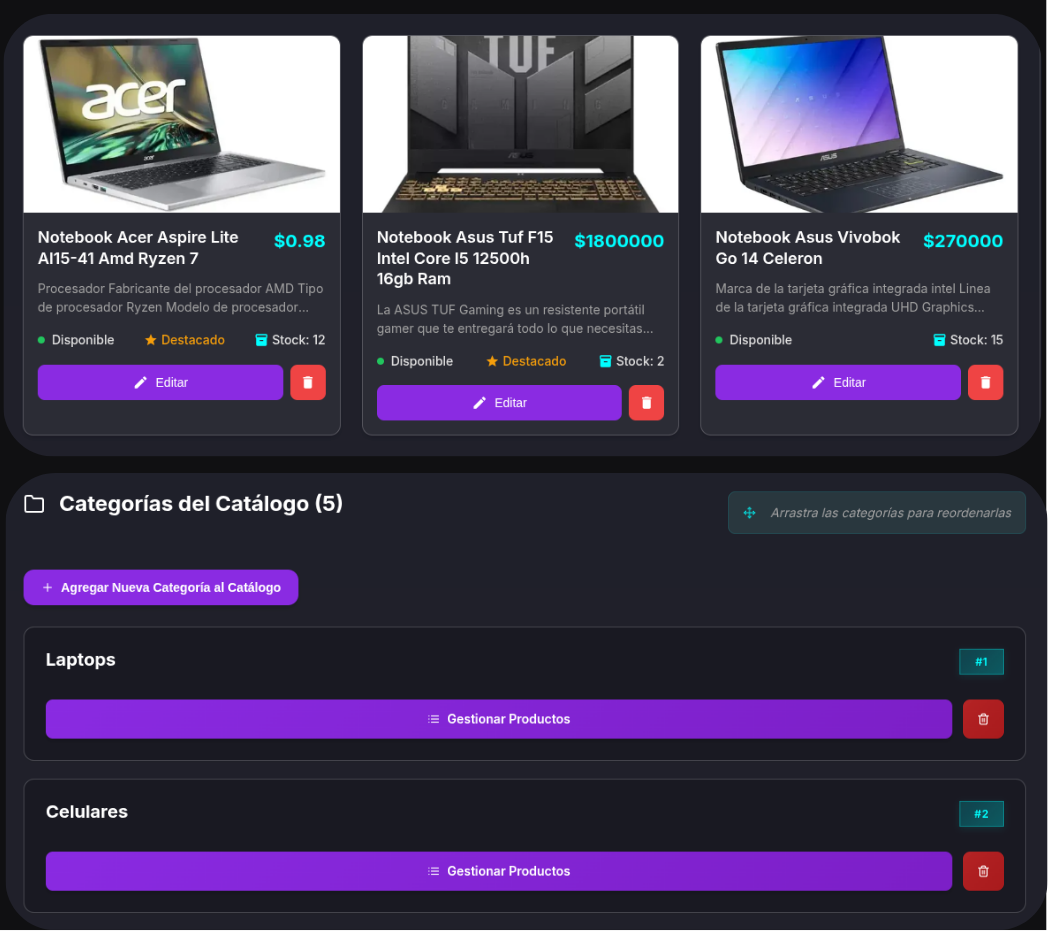 acer
acer
Notebook Acer Aspire Lite
AI15-41 Amd Ryzen 7
$0.98
Procesador Fabricante del procesador AMD Tipo
de procesador Ryzen Modelo de procesador...
Disponible
Destacado
Stock: 12
Editar
TUF
Notebook Asus Tuf F15
Intel Core I5 12500h
16gb Ram
$1800000
La ASUS TUF Gaming es un resistente portátil
gamer que te entregará todo lo que necesitas...
Disponible
Destacado
Stock: 2
Editar
ASUS
Notebook Asus Vivobok
Go 14 Celeron
$270000
Marca de la tarjeta gráfica integrada intel Linea
de la tarjeta gráfica integrada UHD Graphics...
Disponible
Stock: 15
Editar
Categorías del Catálogo (5)
Arrastra las categorías para reordenarlas
+ Agregar Nueva Categoría al Catálogo
Laptops
#1
Gestionar Productos
Celulares
#2
Gestionar Productos